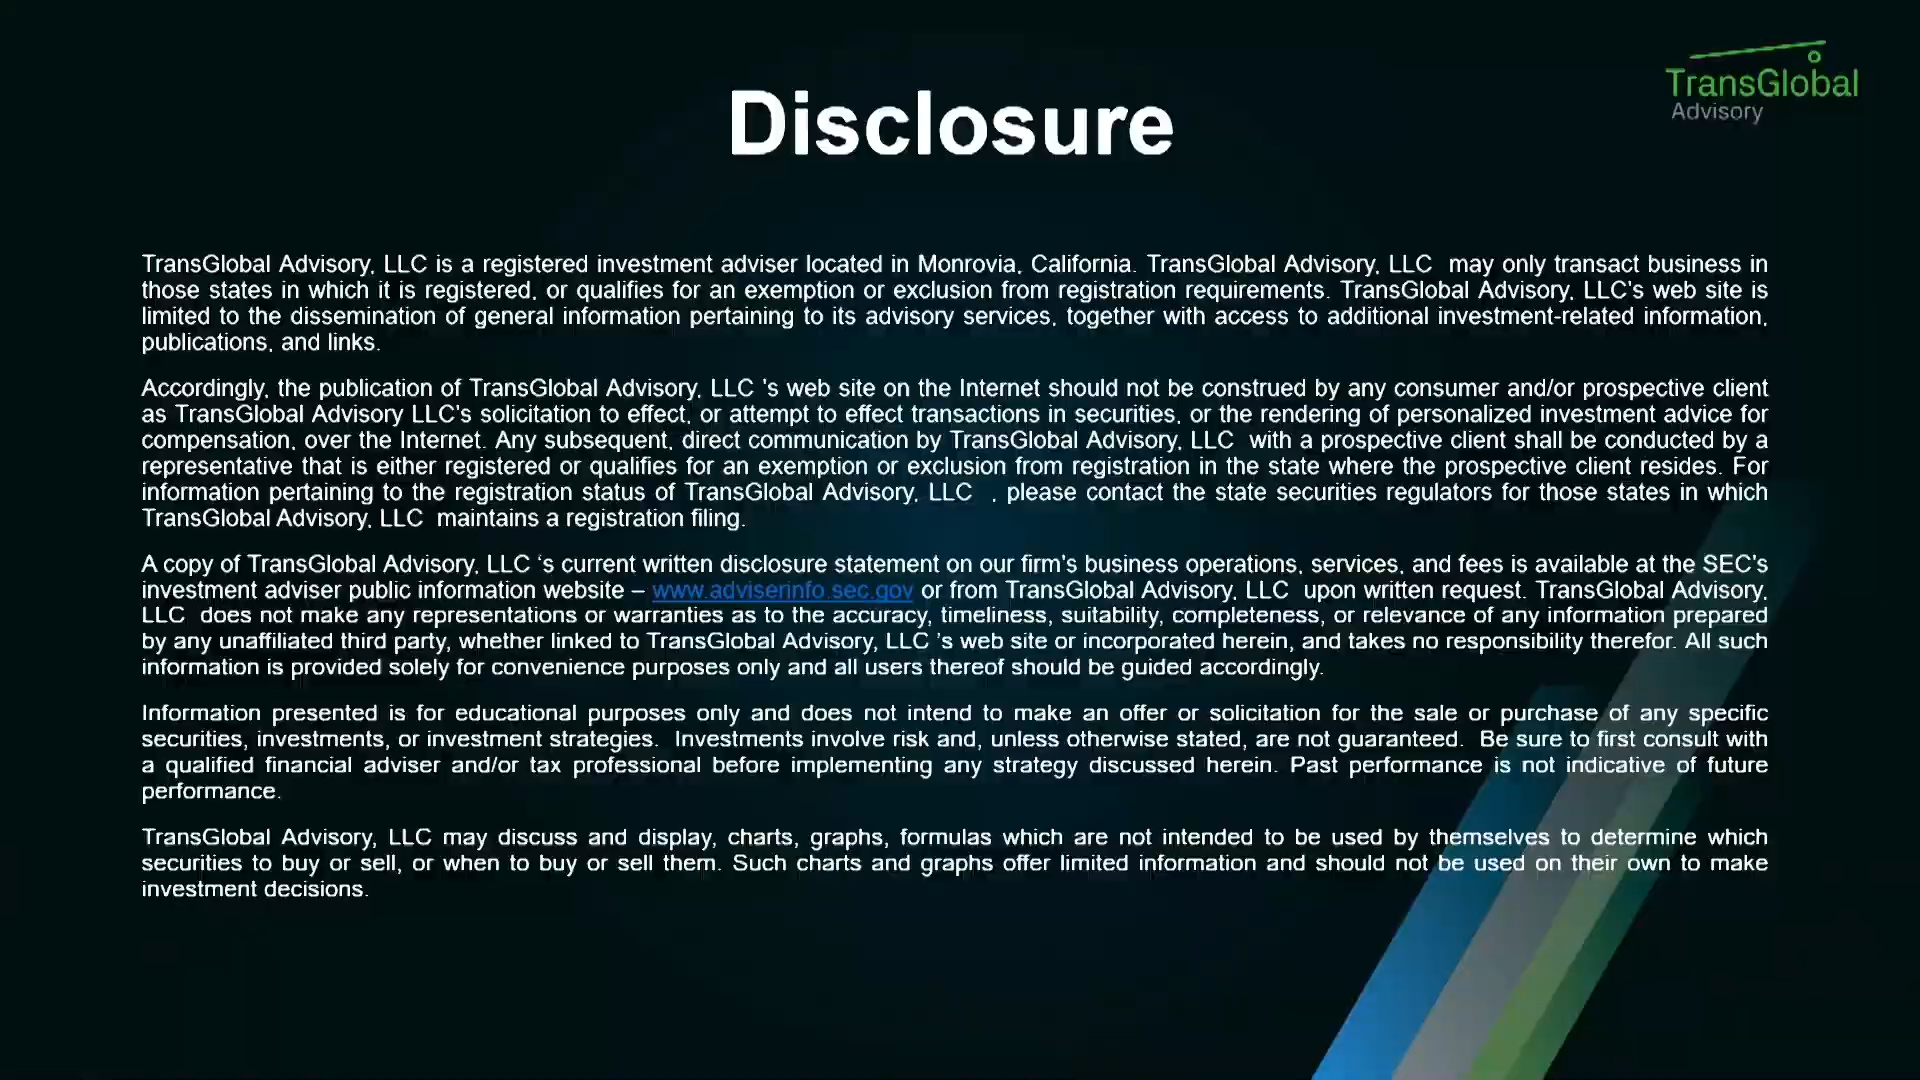 TransGlobal
Advisory
Disclosure
TransGlobal Advisory, LLC is a registered investment adviser located in Monrovia, California. TransGlobal Advisory, LLC  may only transact business in
those states in which it is registered, or qualifies for an exemption or exclusion from registration requirements. TransGlobal Advisory, LLC's web site is
limited to the dissemination of general information pertaining to its advisory services, together with access to additional investment-related information,
publications, and links.
Accordingly, the publication of TransGlobal Advisory, LLC 's web site on the Internet should not be construed by any consumer and/or prospective client
as TransGlobal Advisory LLC's solicitation to effect, or attempt to effect transactions in securities, or the rendering of personalized investment advice for
compensation, over the Internet. Any subsequent, direct communication by TransGlobal Advisory, LLC  with a prospective client shall be conducted by a
representative that is either registered or qualifies for an exemption or exclusion from registration in the state where the prospective client resides. For
information pertaining to the registration status of TransGlobal Advisory, LLC  , please contact the state securities regulators for those states in which
TransGlobal Advisory, LLC  maintains a registration filing.
A copy of TransGlobal Advisory, LLC ‘s current written disclosure statement on our firm's business operations, services, and fees is available at the SEC's
investment adviser public information website – www.adviserinfo.sec.gov or from TransGlobal Advisory, LLC  upon written request. TransGlobal Advisory,
LLC  does not make any representations or warranties as to the accuracy, timeliness, suitability, completeness, or relevance of any information prepared
by any unaffiliated third party, whether linked to TransGlobal Advisory, LLC 's web site or incorporated herein, and takes no responsibility therefor. All such
information is provided solely for convenience purposes only and all users thereof should be guided accordingly.
Information presented is for educational purposes only and does not intend to make an offer or solicitation for the sale or purchase of any specific
securities, investments, or investment strategies.  Investments involve risk and, unless otherwise stated, are not guaranteed.  Be sure to first consult with
a qualified financial adviser and/or tax professional before implementing any strategy discussed herein. Past performance is not indicative of future
performance.
TransGlobal Advisory, LLC may discuss and display, charts, graphs, formulas which are not intended to be used by themselves to determine which
securities to buy or sell, or when to buy or sell them. Such charts and graphs offer limited information and should not be used on their own to make
investment decisions.